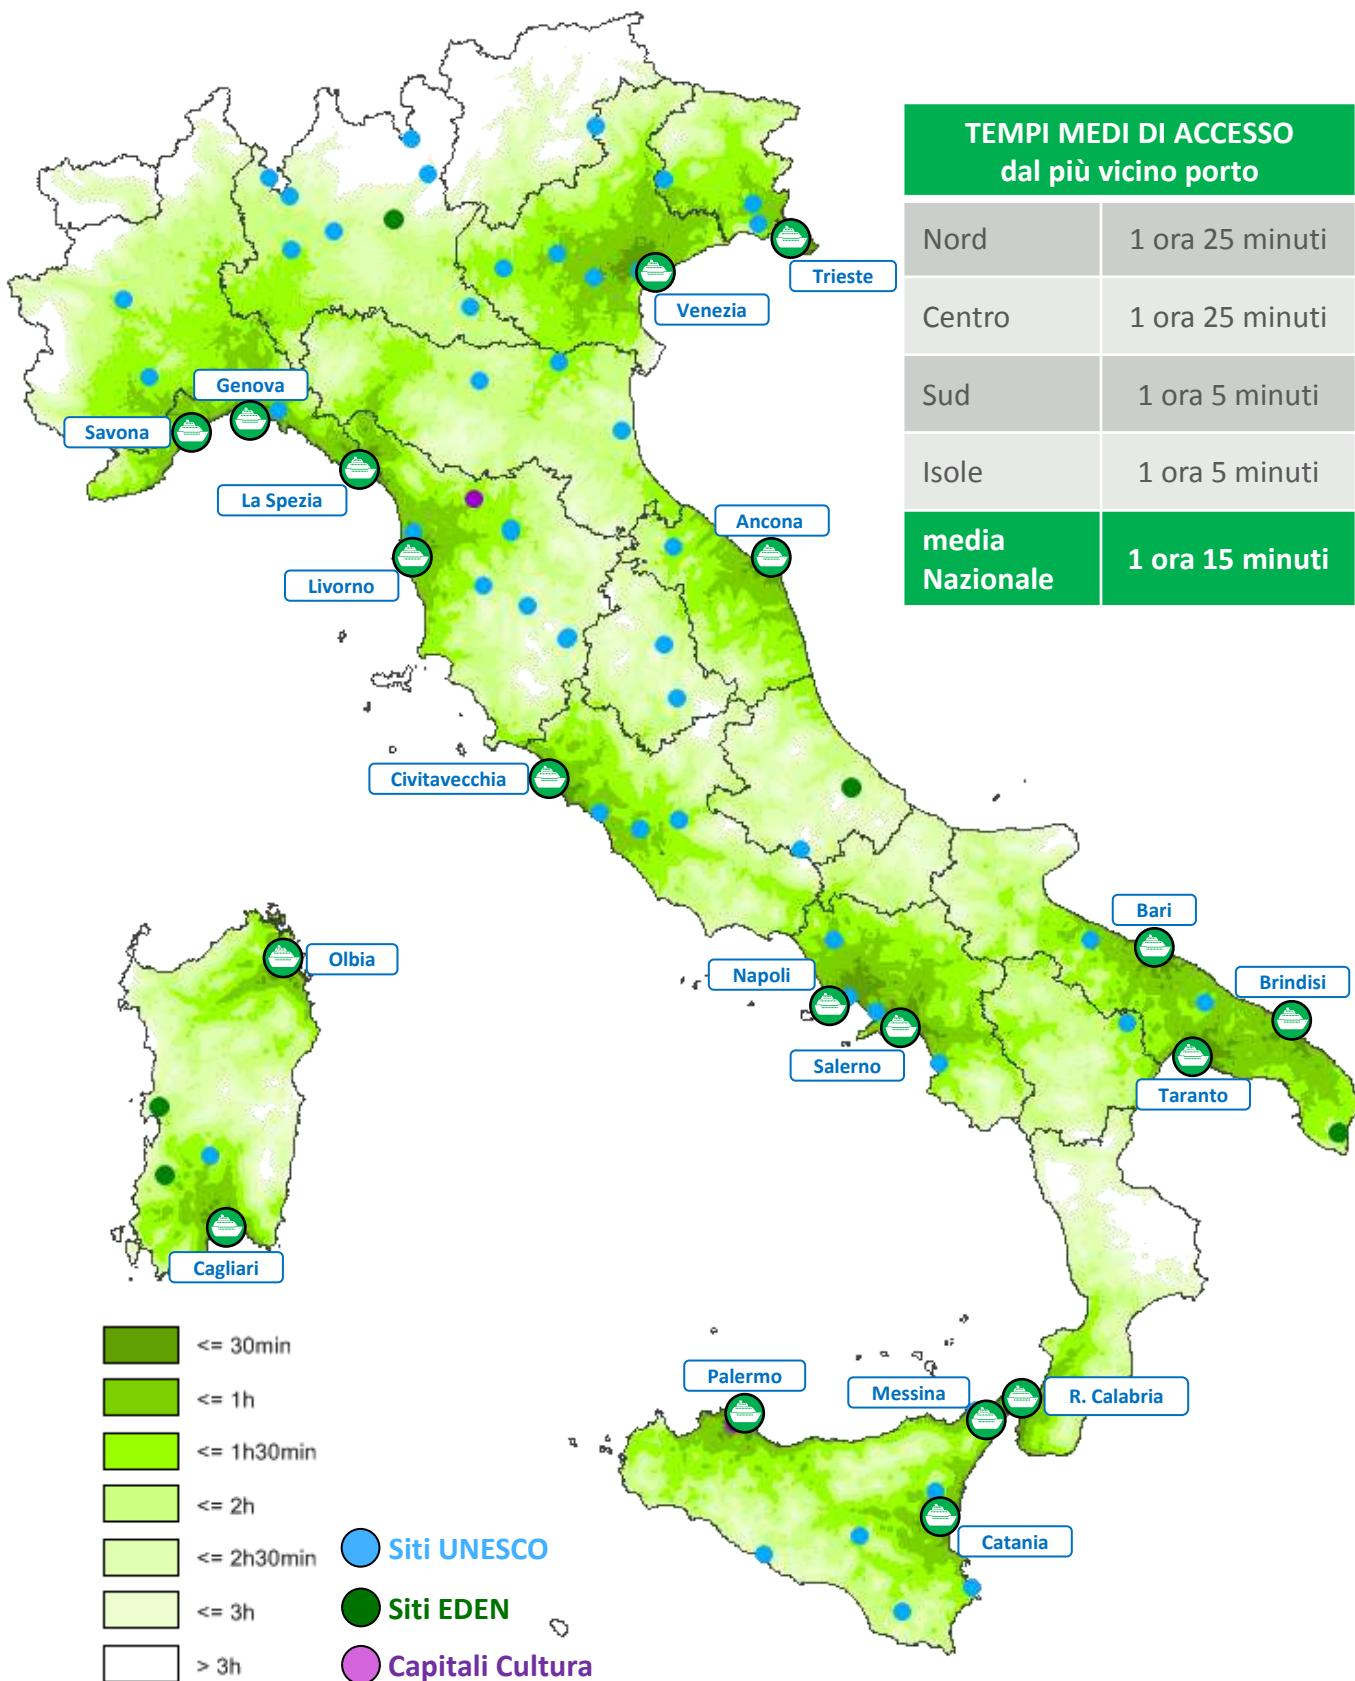 TEMPI MEDI DI ACCESSO
dal più vicino porto
Nord 1 ora 25 minuti
Centro 1 ora 25 minuti
Sud 1 ora 5 minuti
Isole 1 ora 5 minuti
media
Nazionale 1 ora 15 minuti
Trieste
Venezia
Genova
Savona
La Spezia
Ancona
Livorno
Civitavecchia
Bari
Olbia
Napoli
Brindisi
Salerno
Taranto
Cagliari
Palermo
Messina
R. Calabria
Catania
<= 30min
<= 1h
<= 1h30min
<= 2h
<= 2h30min
<= 3h
> 3h
Siti UNESCO
Siti EDEN
Capitali Cultura